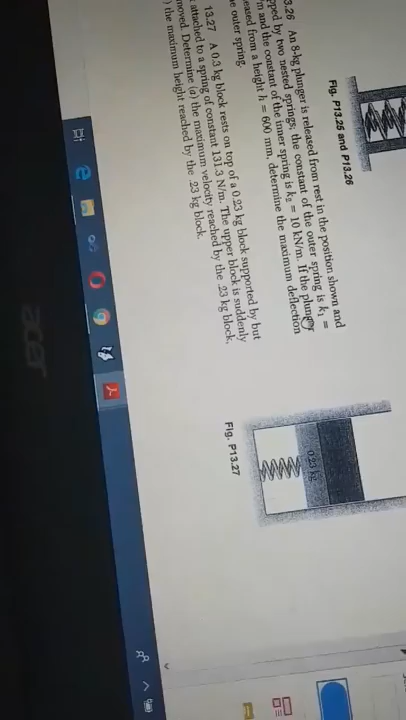 Fig. P13.25 and P13.26
3.26 An 8-kg plunger is released from rest in the position shown and
pped by two nested springs; the constant of the outer spring is k₁ =
/m and the constant of the inner spring is k₂ = 10 kN/m. If the plunger
eased from a height h = 600 mm, determine the maximum deflection
e outer spring.
13.27 A 0.3 kg block rests on top of a 0.23 kg block supported by but
t attached to a spring of constant 131.3 N/m. The upper block is suddenly
moved. Determine (a) the maximum velocity reached by the .23 kg block,
) the maximum height reached by the .23 kg block.
0.23 kg
Fig. P13.27
acer